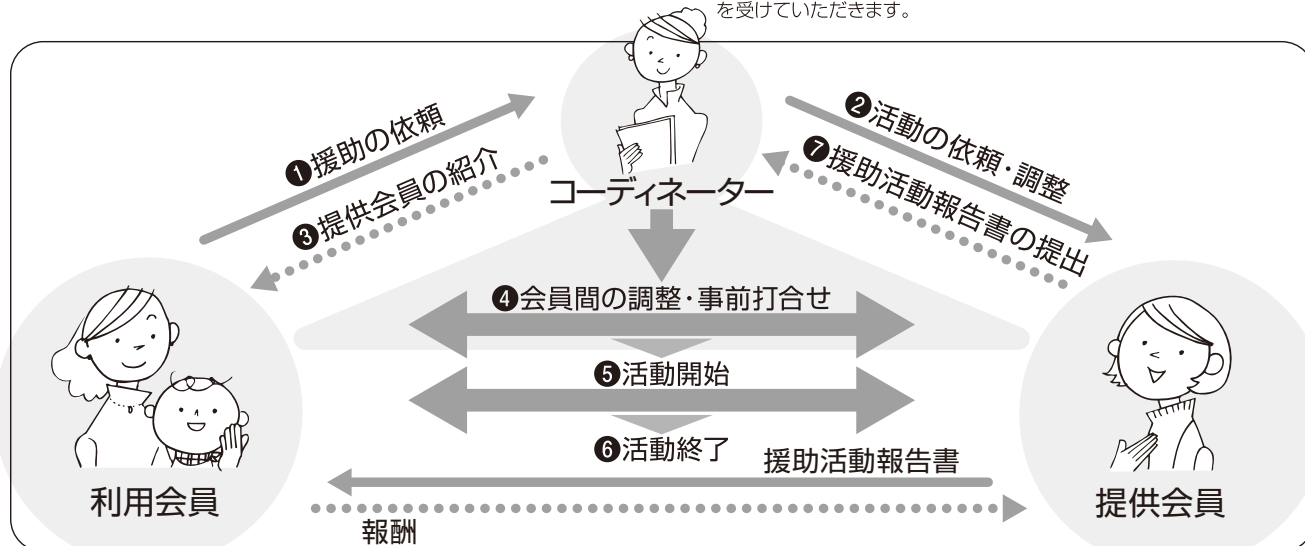 を受けていただきます。
❶援助の依頼
❷活動の依頼・調整
❼援助活動報告書の提出
❸提供会員の紹介
コーディネーター
❹会員間の調整・事前打合せ
❺活動開始
❻活動終了
援助活動報告書
利用会員
提供会員
報酬